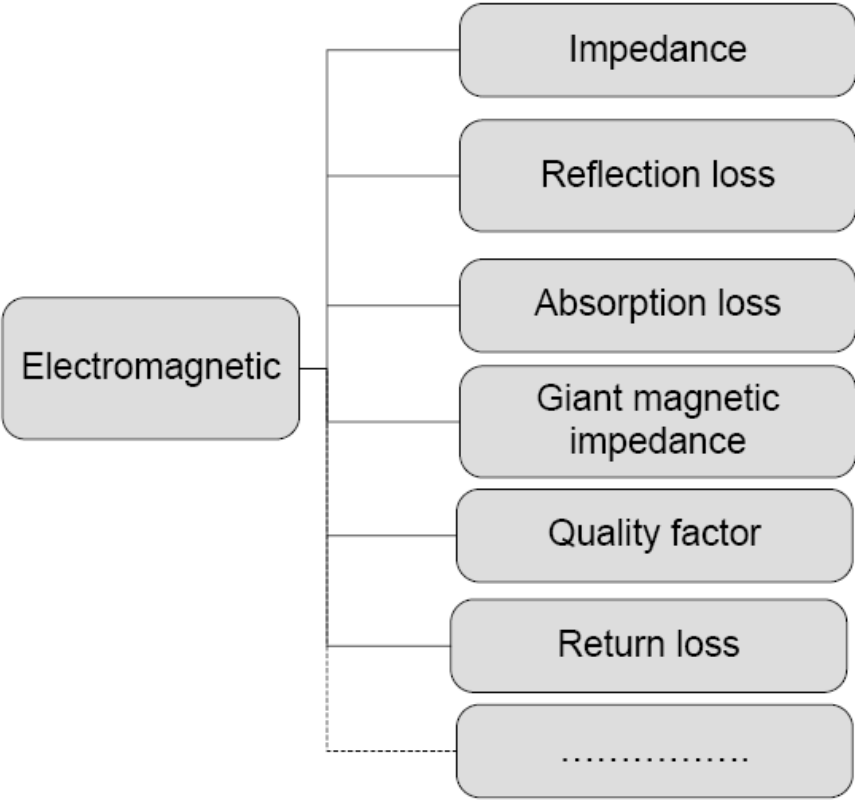 Impedance
Reflection loss
Absorption loss
Electromagnetic
Giant magnetic
impedance
Quality factor
Return loss
................